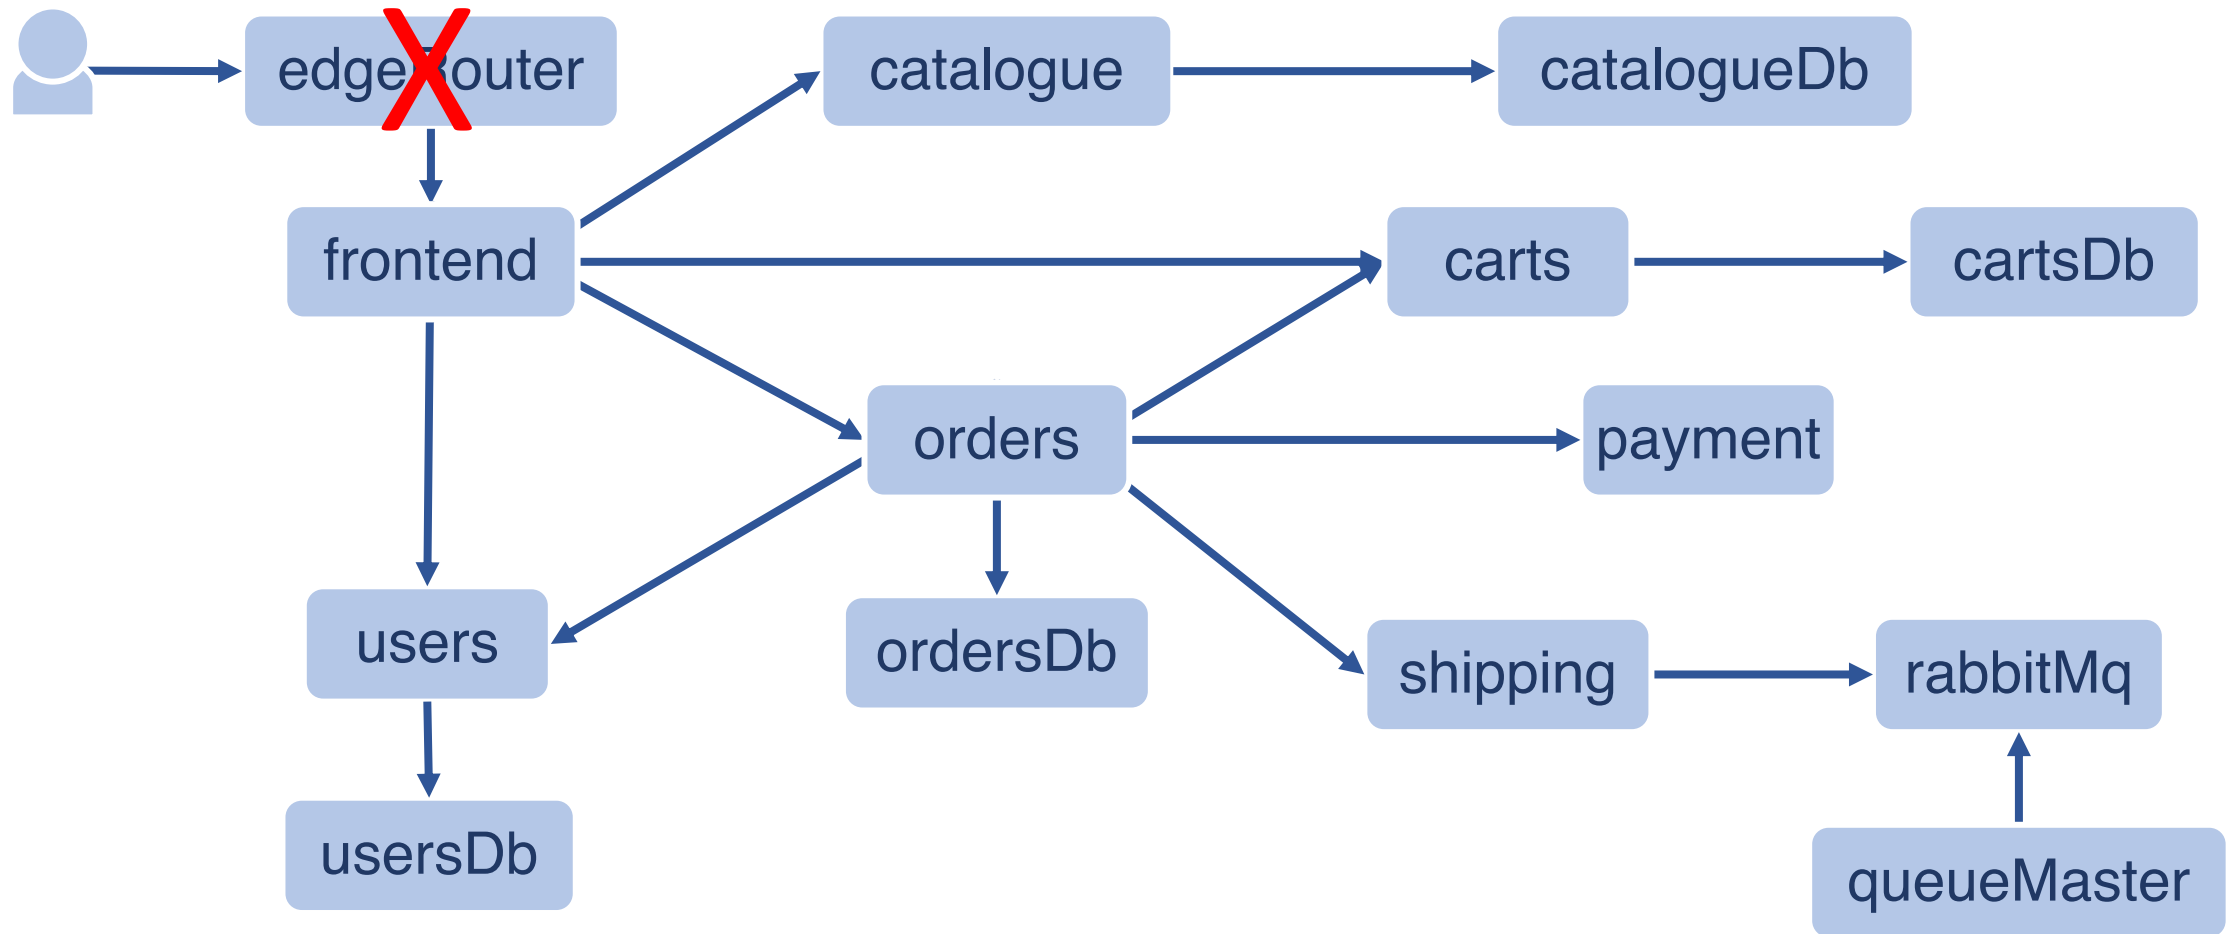 edgeRouter
catalogue
catalogueDb
frontend
carts
cartsDb
orders
payment
users
ordersDb
shipping
rabbitMq
usersDb
queueMaster